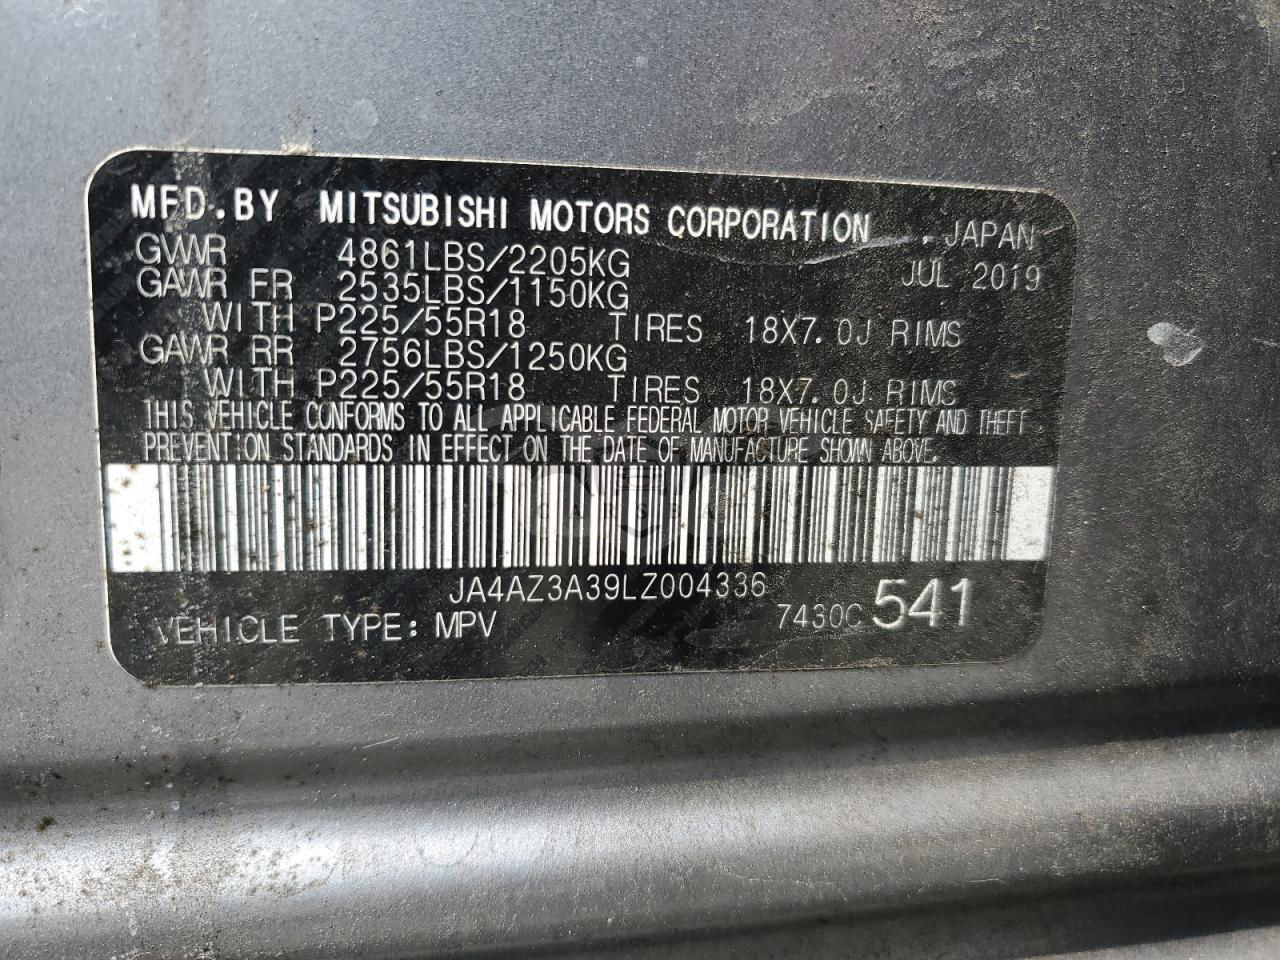 MFD.BY MITSUBISHI MOTORS CORPORATION . JAPAN
GVWR 4861LBS/2205KG JUL 2019
GAWR FR 2535LBS/1150KG
WITH P225/55R18 TIRES 18X7.0J RIMS
GAWR RR 2756LBS/1250KG
WITH P225/55R18 TIRES 18X7.0J RIMS
THIS VEHICLE CONFORMS TO ALL APPLICABLE FEDERAL MOTOR VEHICLE SAFETY AND THEFT
PREVENTION STANDARDS IN EFFECT ON THE DATE OF MANUFACTURE SHOWN ABOVE.
JA4AZ3A39LZ004336
VEHICLE TYPE: MPV 7430C 541